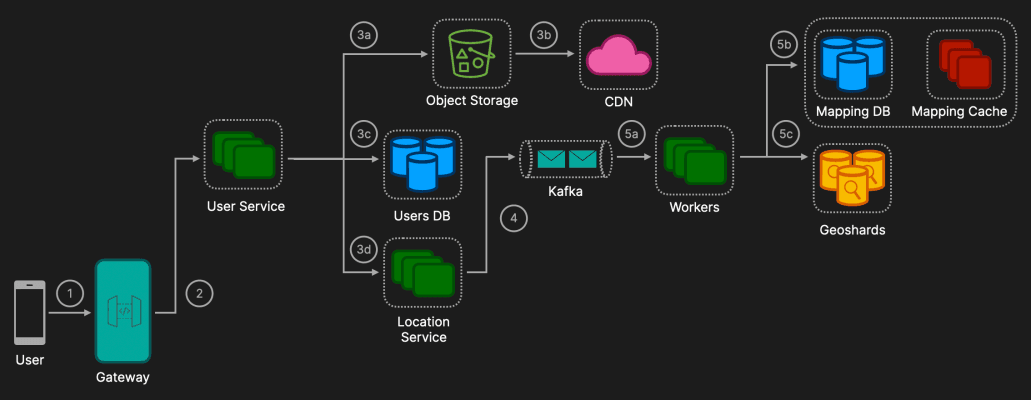 3a
3b
5b
Object Storage
CDN
Mapping DB
Mapping Cache
3c
5a
5c
User Service
Users DB
Kafka
Workers
Geoshards
4
3d
1
</>
2
Location
Service
User
Gateway